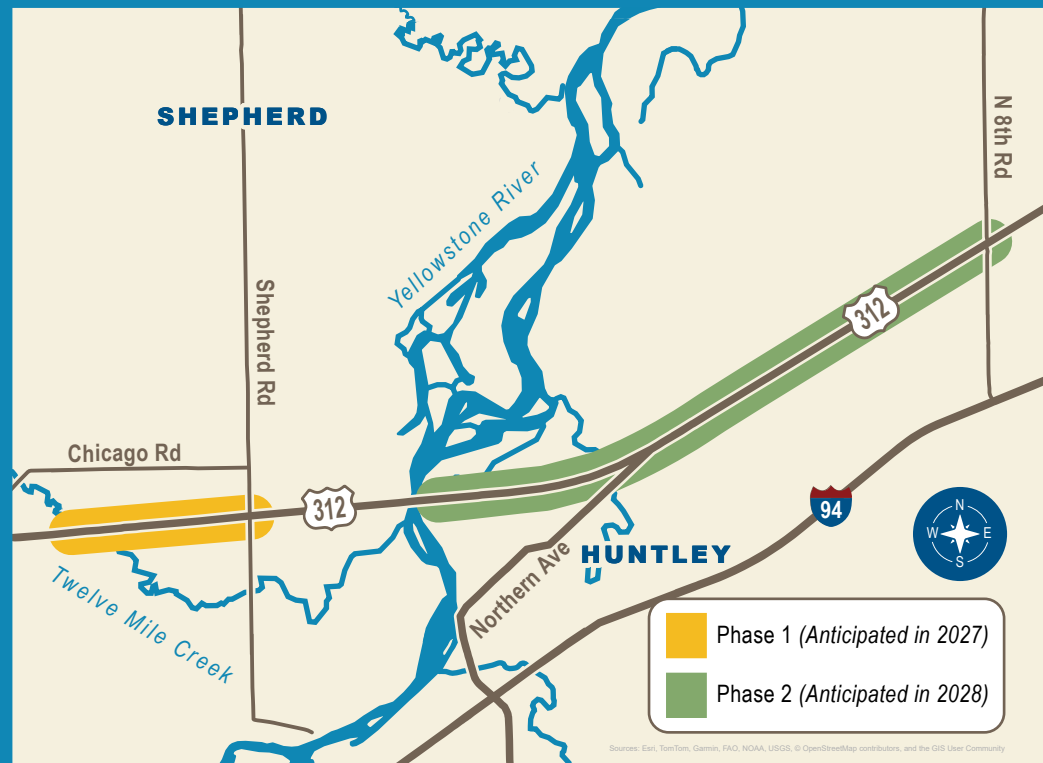 SHEPHERD
N 8th Rd
Yellowstone River
Shepherd Rd
312
Chicago Rd
312
94
N
W E
S
HUNTLEY
Northern Ave
Twelve Mile Creek
Phase 1 (Anticipated in 2027)
Phase 2 (Anticipated in 2028)
Sources: Esri, TomTom, Garmin, FAO, NOAA, USGS, © OpenStreetMap contributors, and the GIS User Community